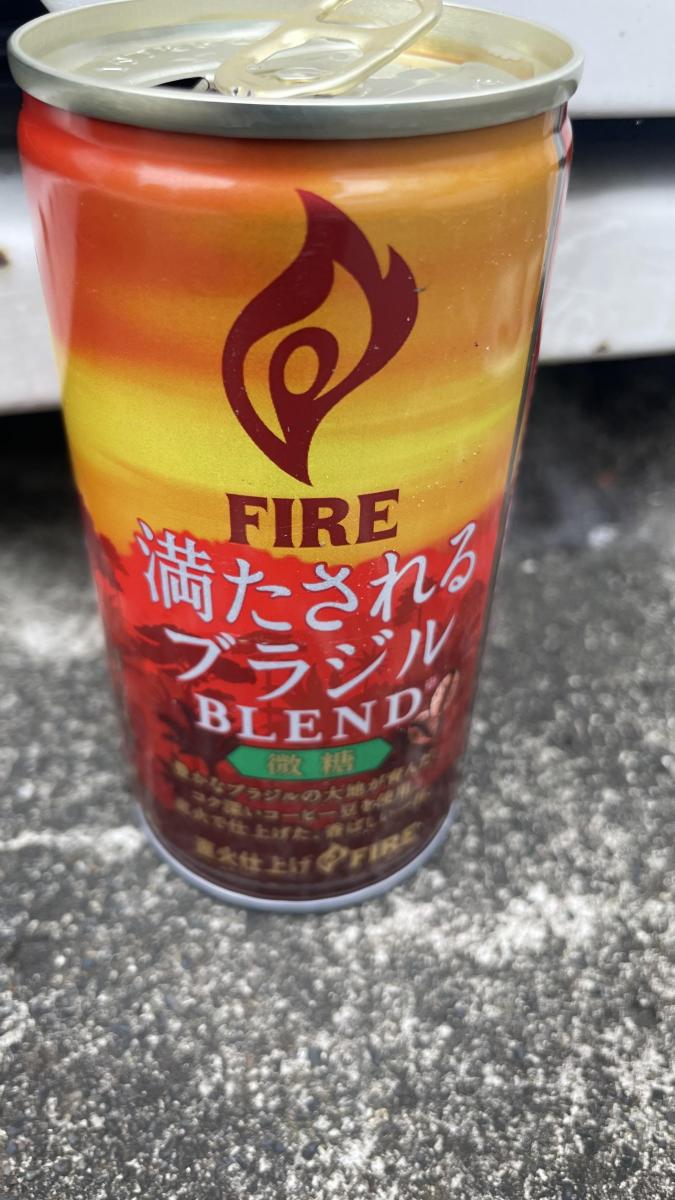 FIRE
満たされる
ブラジル
BLEND
微糖
豊かなブラジルの大地が育んだ
コク深いコーヒー豆を使用。
直火で仕上げた、香ばしい
直火仕上げ FIRE